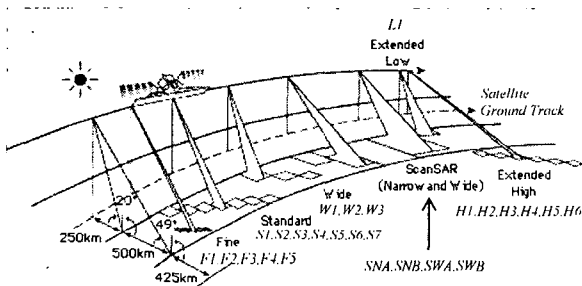 L1
Extended
Low
Satellite
Ground Track
20°
49°
250km
500km
425km
Fine
F1,F2,F3,F4,F5
Standard
S1,S2,S3,S4,S5,S6,S7
Wide
W1,W2,W3
ScanSAR
(Narrow and Wide)
SNA,SNB,SWA,SWB
Extended
High
H1,H2,H3,H4,H5,H6